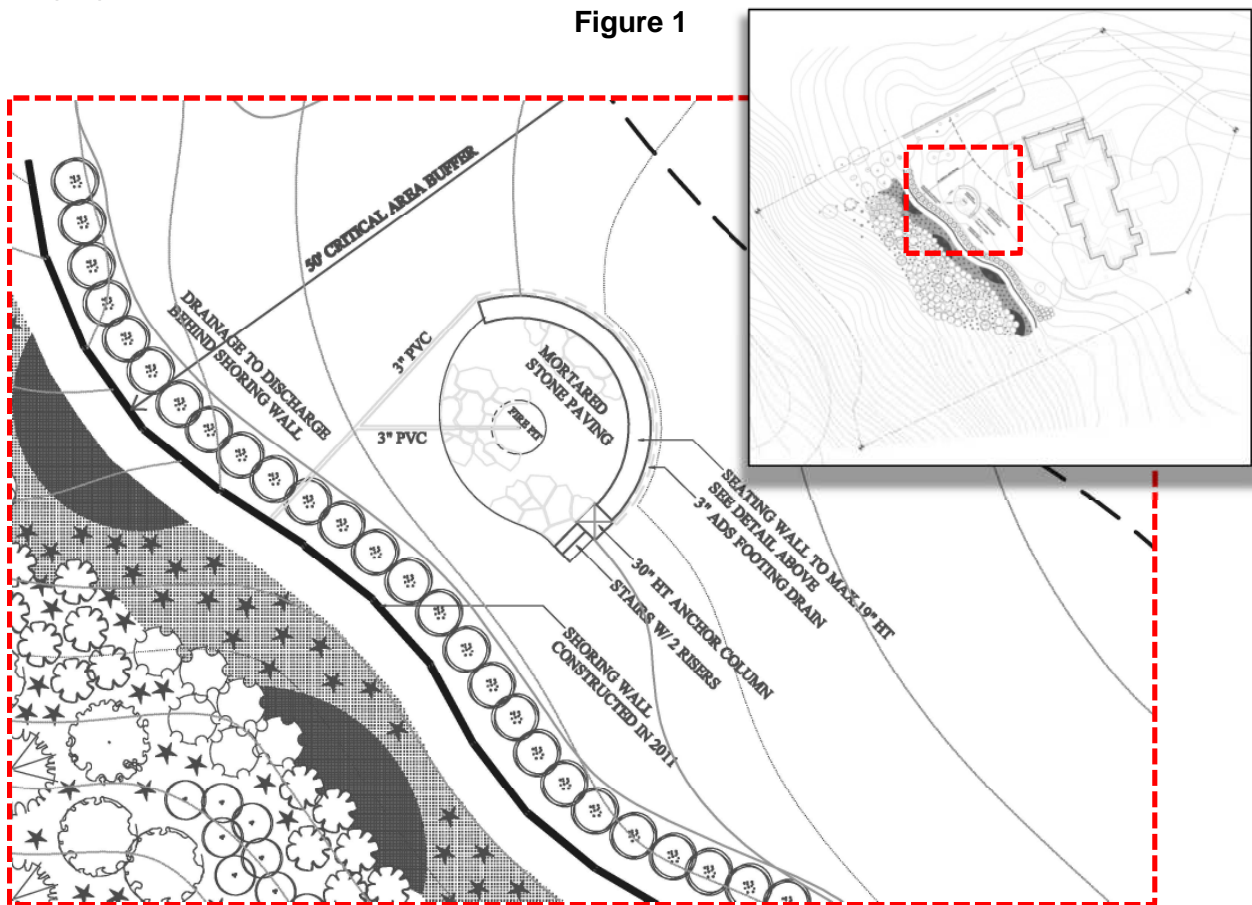 Figure 1
50' CRITICAL AREA BUFFER
DRAINAGE TO DISCHARGE
BEHIND SHORING WALL
3" PVC
3" PVC
MORTARED
STONE PAVING
FIRE PIT
SEATING WALL TO MAX 19" HT
SEE DETAIL ABOVE
3" ADS FOOTING DRAIN
30" HT ANCHOR COLUMN
STAIRS W/ 2 RISERS
SHORING WALL
CONSTRUCTED IN 2011